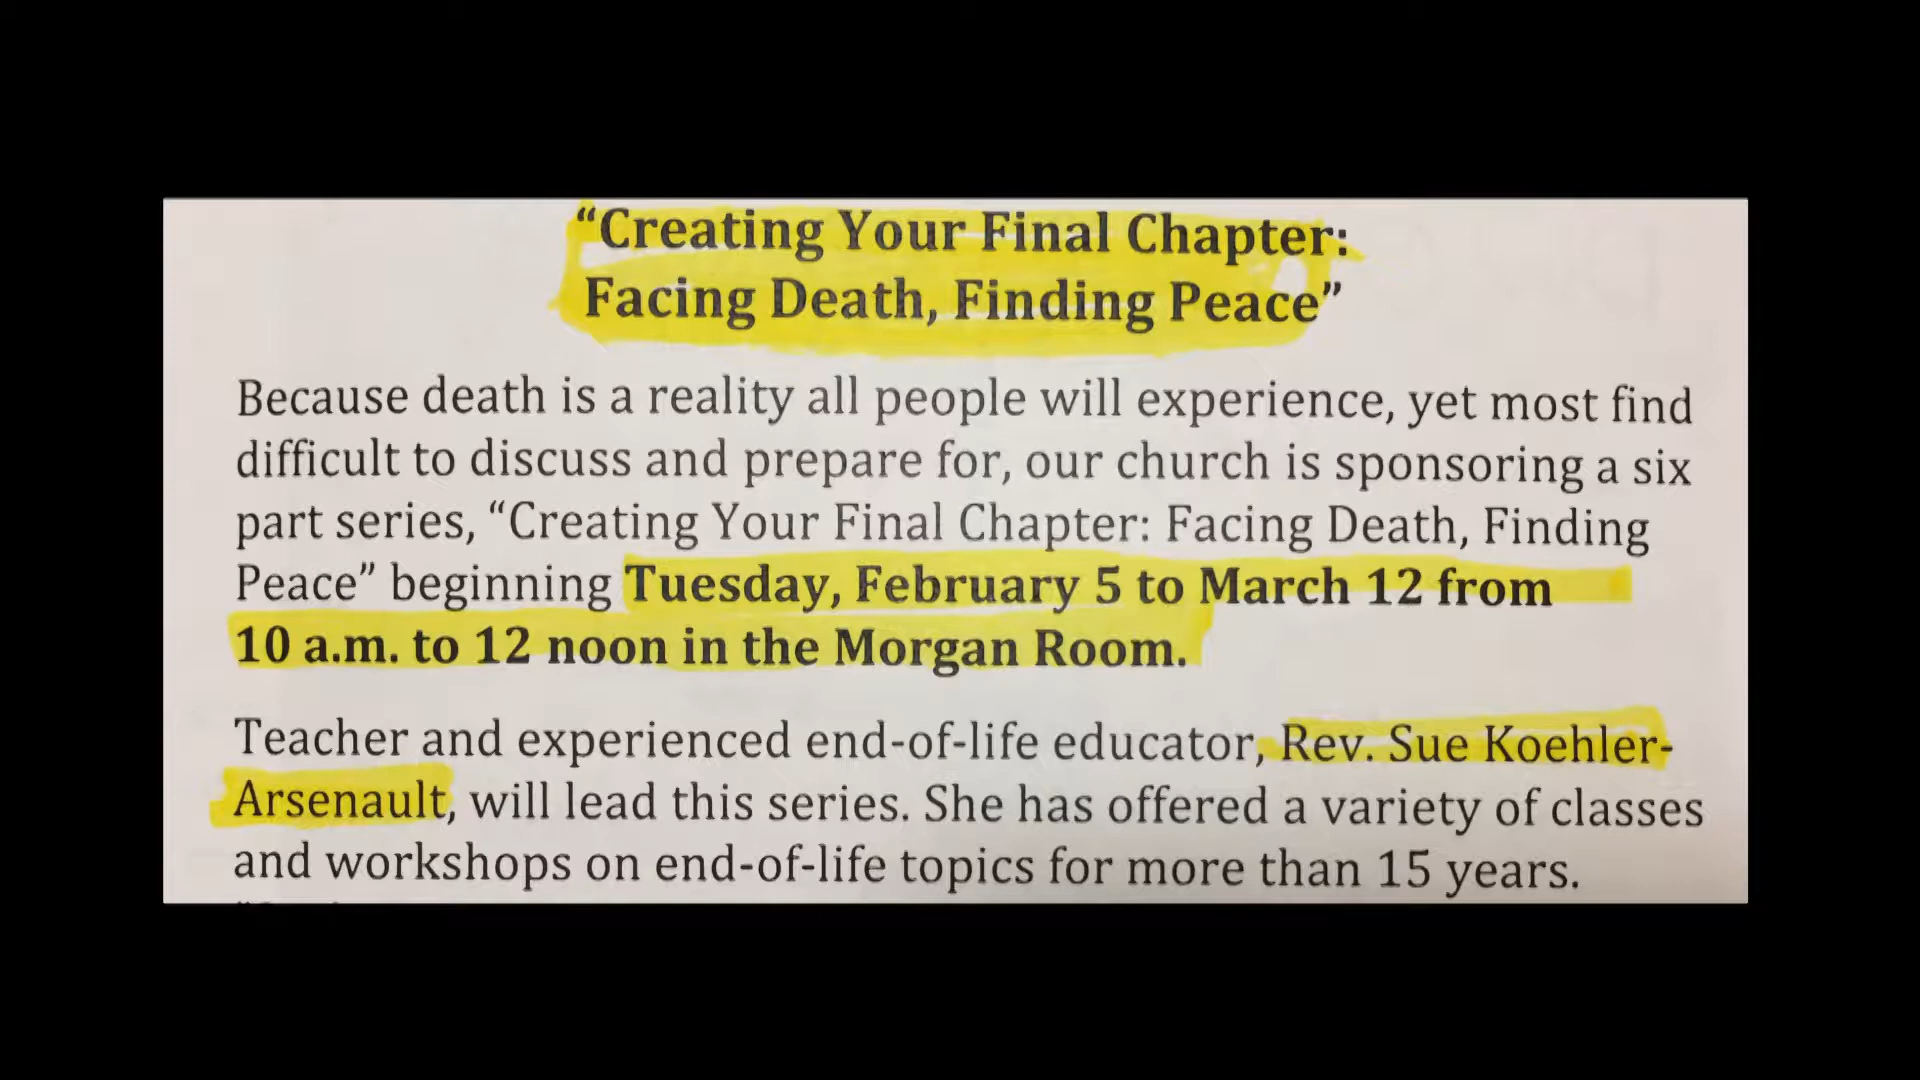 “Creating Your Final Chapter:
Facing Death, Finding Peace”
Because death is a reality all people will experience, yet most find
difficult to discuss and prepare for, our church is sponsoring a six
part series, “Creating Your Final Chapter: Facing Death, Finding
Peace” beginning Tuesday, February 5 to March 12 from
10 a.m. to 12 noon in the Morgan Room.
Teacher and experienced end-of-life educator, Rev. Sue Koehler-
Arsenault, will lead this series. She has offered a variety of classes
and workshops on end-of-life topics for more than 15 years.